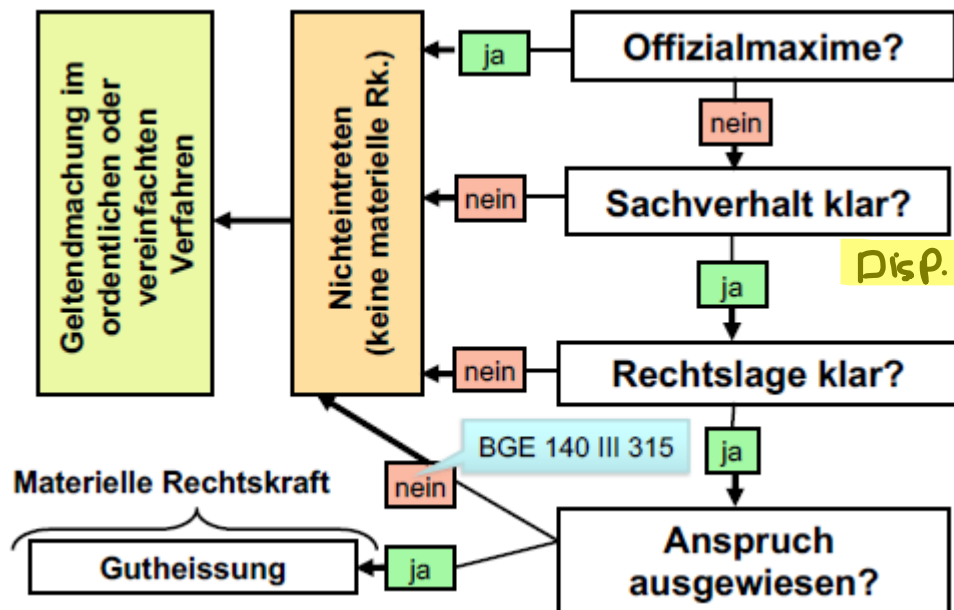 Geltendmachung im
ordentlichen oder
vereinfachten
Verfahren
Nichteintreten
(keine materielle Rk.)
ja
Offizialmaxime?
nein
nein
Sachverhalt klar?
Disp.
ja
nein
Rechtslage klar?
BGE 140 III 315
ja
nein
Materielle Rechtskraft
Gutheissung
ja
Anspruch
ausgewiesen?